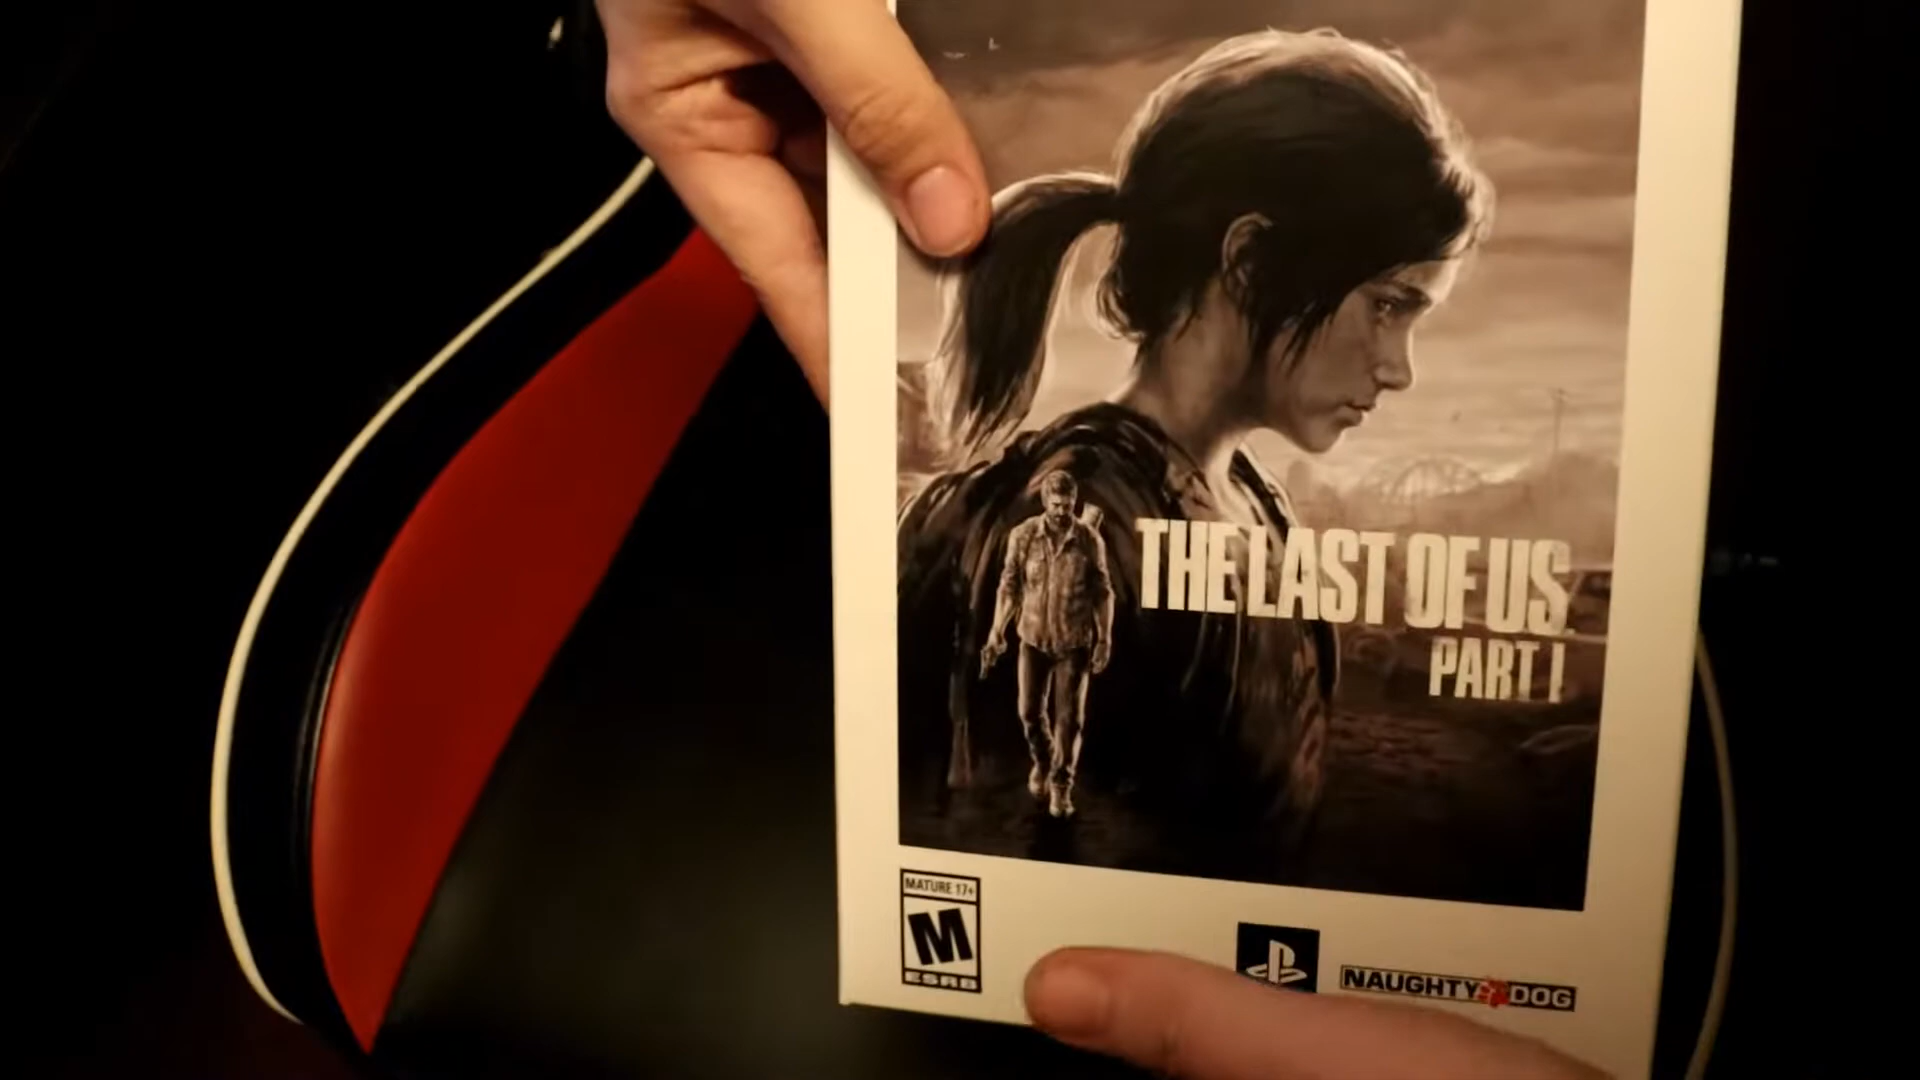 THE LAST OF US
PART I
MATURE 17+
M
ESRB
NAUGHTY DOG